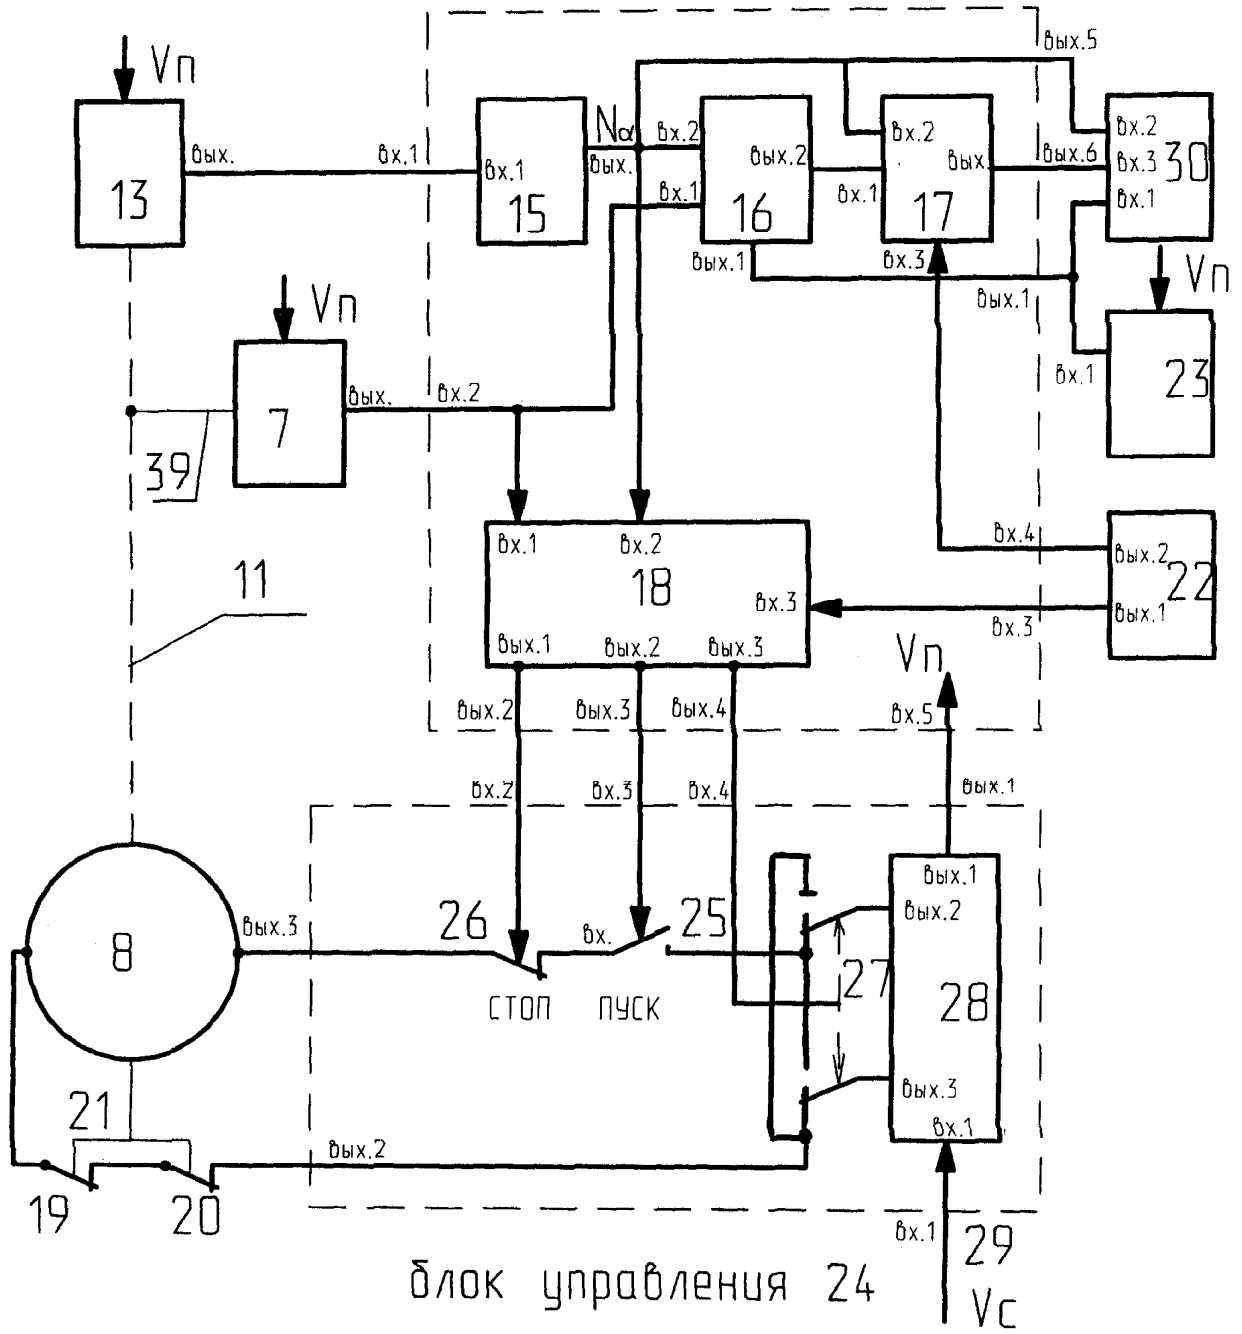 Vп
вых.
вх.1
13
вх.1
15
Nα
вых.
вх.2
вх.1
16
вых.2
вых.1
вх.1
вх.2
вых
17
вх.3
вых.5
вых.6
вх.2
вх.3
30
вх.1
вых.1
Vп
вх.1
23
Vп
7
вых.
вх.2
39
11
вх.1
вх.2
18
вх.3
вых.1
вых.2
вых.3
вх.4
вых.2
22
вых.1
вх.3
вых.2
вых.3
вых.4
Vп
вх.5
вх.2
вх.3
вх.4
вых.1
8
вых.3
26
СТОП
вх.
ПУСК
25
27
вых.1
вых.2
28
вых.3
вх.1
21
19
20
вых.2
вх.1
29
Vс
блок управления 24